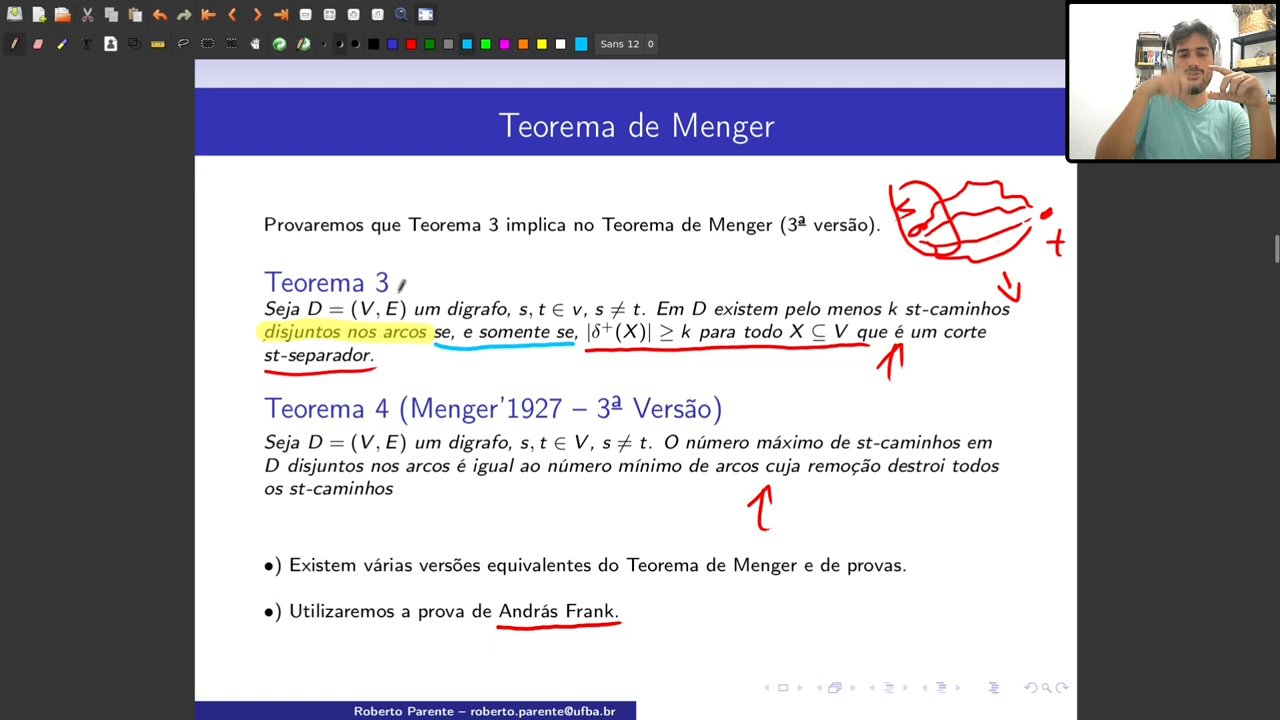 Sans 12 0
Teorema de Menger
Provaremos que Teorema 3 implica no Teorema de Menger (3ª versão).
Teorema 3
Seja D = (V, E) um digrafo, s, t ∈ v, s ≠ t. Em D existem pelo menos k st-caminhos
disjuntos nos arcos se, e somente se, |δ⁺(X)| ≥ k para todo X ⊆ V que é um corte
st-separador.
t
Teorema 4 (Menger'1927 – 3ª Versão)
Seja D = (V, E) um digrafo, s, t ∈ V, s ≠ t. O número máximo de st-caminhos em
D disjuntos nos arcos é igual ao número mínimo de arcos cuja remoção destroi todos
os st-caminhos
•) Existem várias versões equivalentes do Teorema de Menger e de provas.
•) Utilizaremos a prova de András Frank.
Roberto Parente – roberto.parente@ufba.br